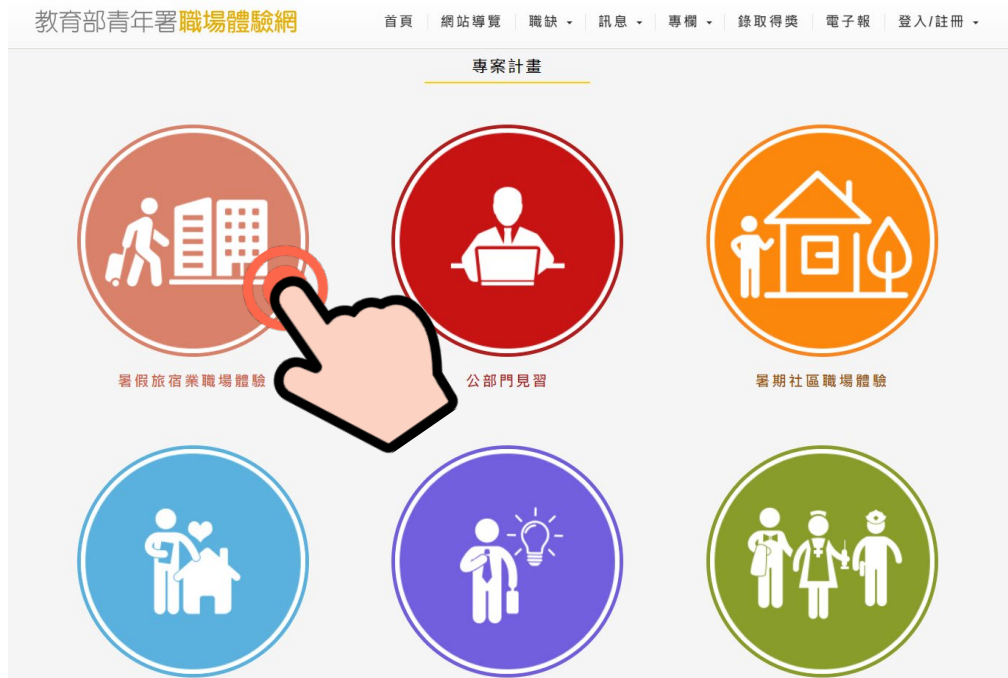 教育部青年署職場體驗網
首頁 網站導覽 職缺 訊息 專欄 錄取得獎 電子報 登入/註冊
專案計畫
暑假旅宿業職場體驗 公部門見習 暑期社區職場體驗